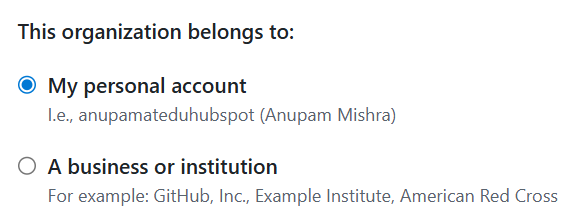 This organization belongs to:
My personal account
I.e., anupamateduhubspot (Anupam Mishra)
A business or institution
For example: GitHub, Inc., Example Institute, American Red Cross